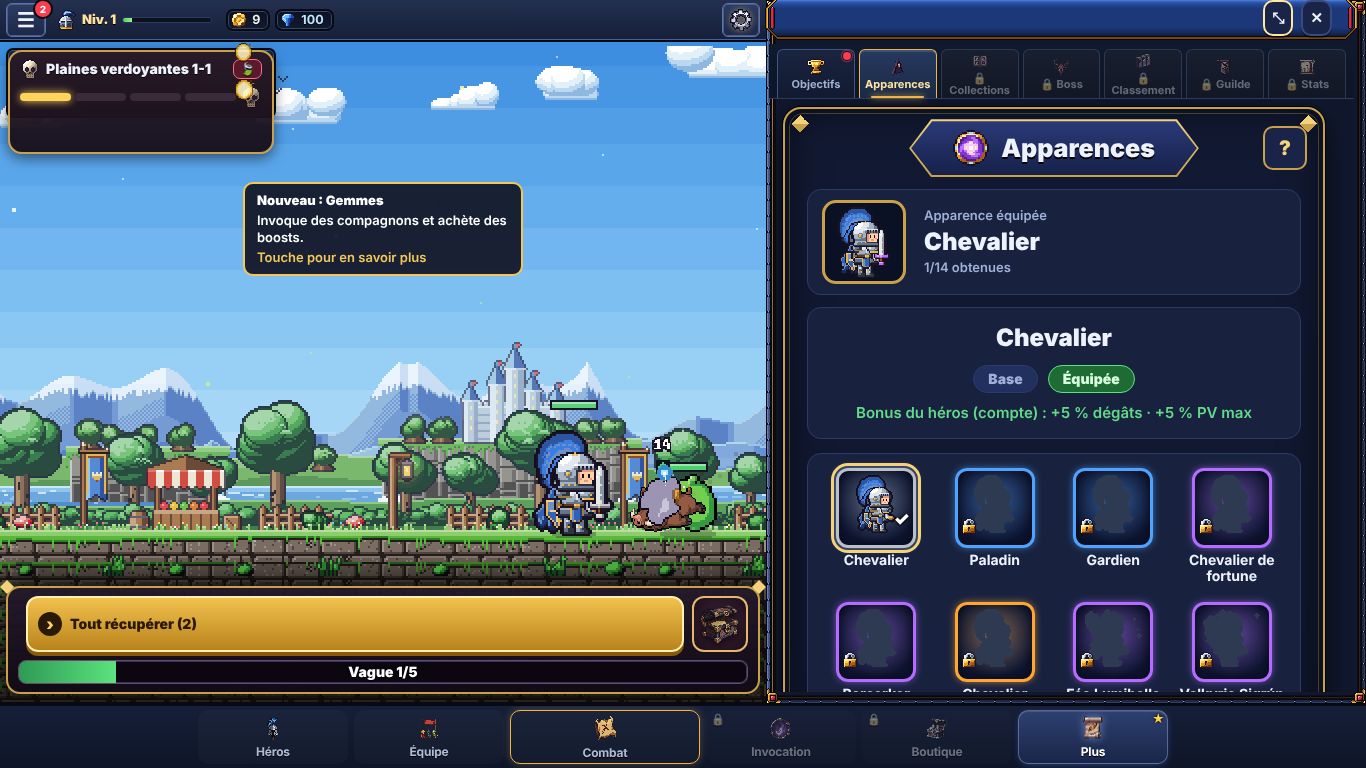 2
Niv. 1
9
100
Plaines verdoyantes 1-1
Nouveau : Gemmes
Invoque des compagnons et achète des
boosts.
Touche pour en savoir plus
14
Tout récupérer (2)
Vague 1/5
Objectifs
Apparences
Collections
Boss
Classement
Guilde
Stats
Apparences
?
Apparence équipée
Chevalier
1/14 obtenues
Chevalier
Base
Équipée
Bonus du héros (compte) : +5 % dégâts · +5 % PV max
Chevalier
Paladin
Gardien
Chevalier de
fortune
Héros
Équipe
Combat
Invocation
Boutique
Plus